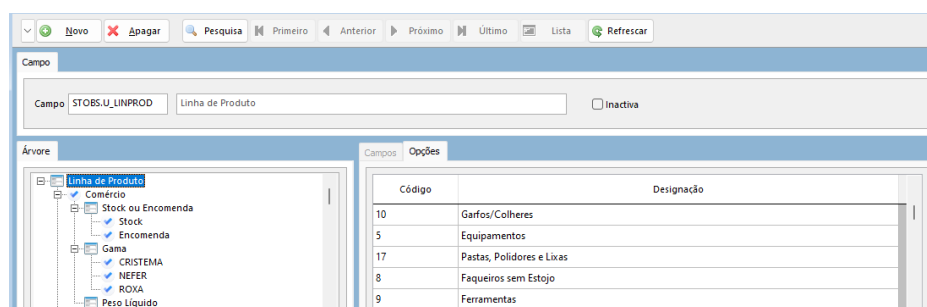 Novo Apagar Pesquisa Primeiro Anterior Próximo Último Lista Refrescar
Campo
Campo STOBS.U_LINPROD Linha de Produto Inactiva
Árvore
Linha de Produto
Comércio
Stock ou Encomenda
Stock
Encomenda
Gama
CRISTEMA
NEFER
ROXA
Peso Líquido
Campos Opções
Código Designação
10 Garfos/Colheres
5 Equipamentos
17 Pastas, Polidores e Lixas
8 Faqueiros sem Estojo
9 Ferramentas